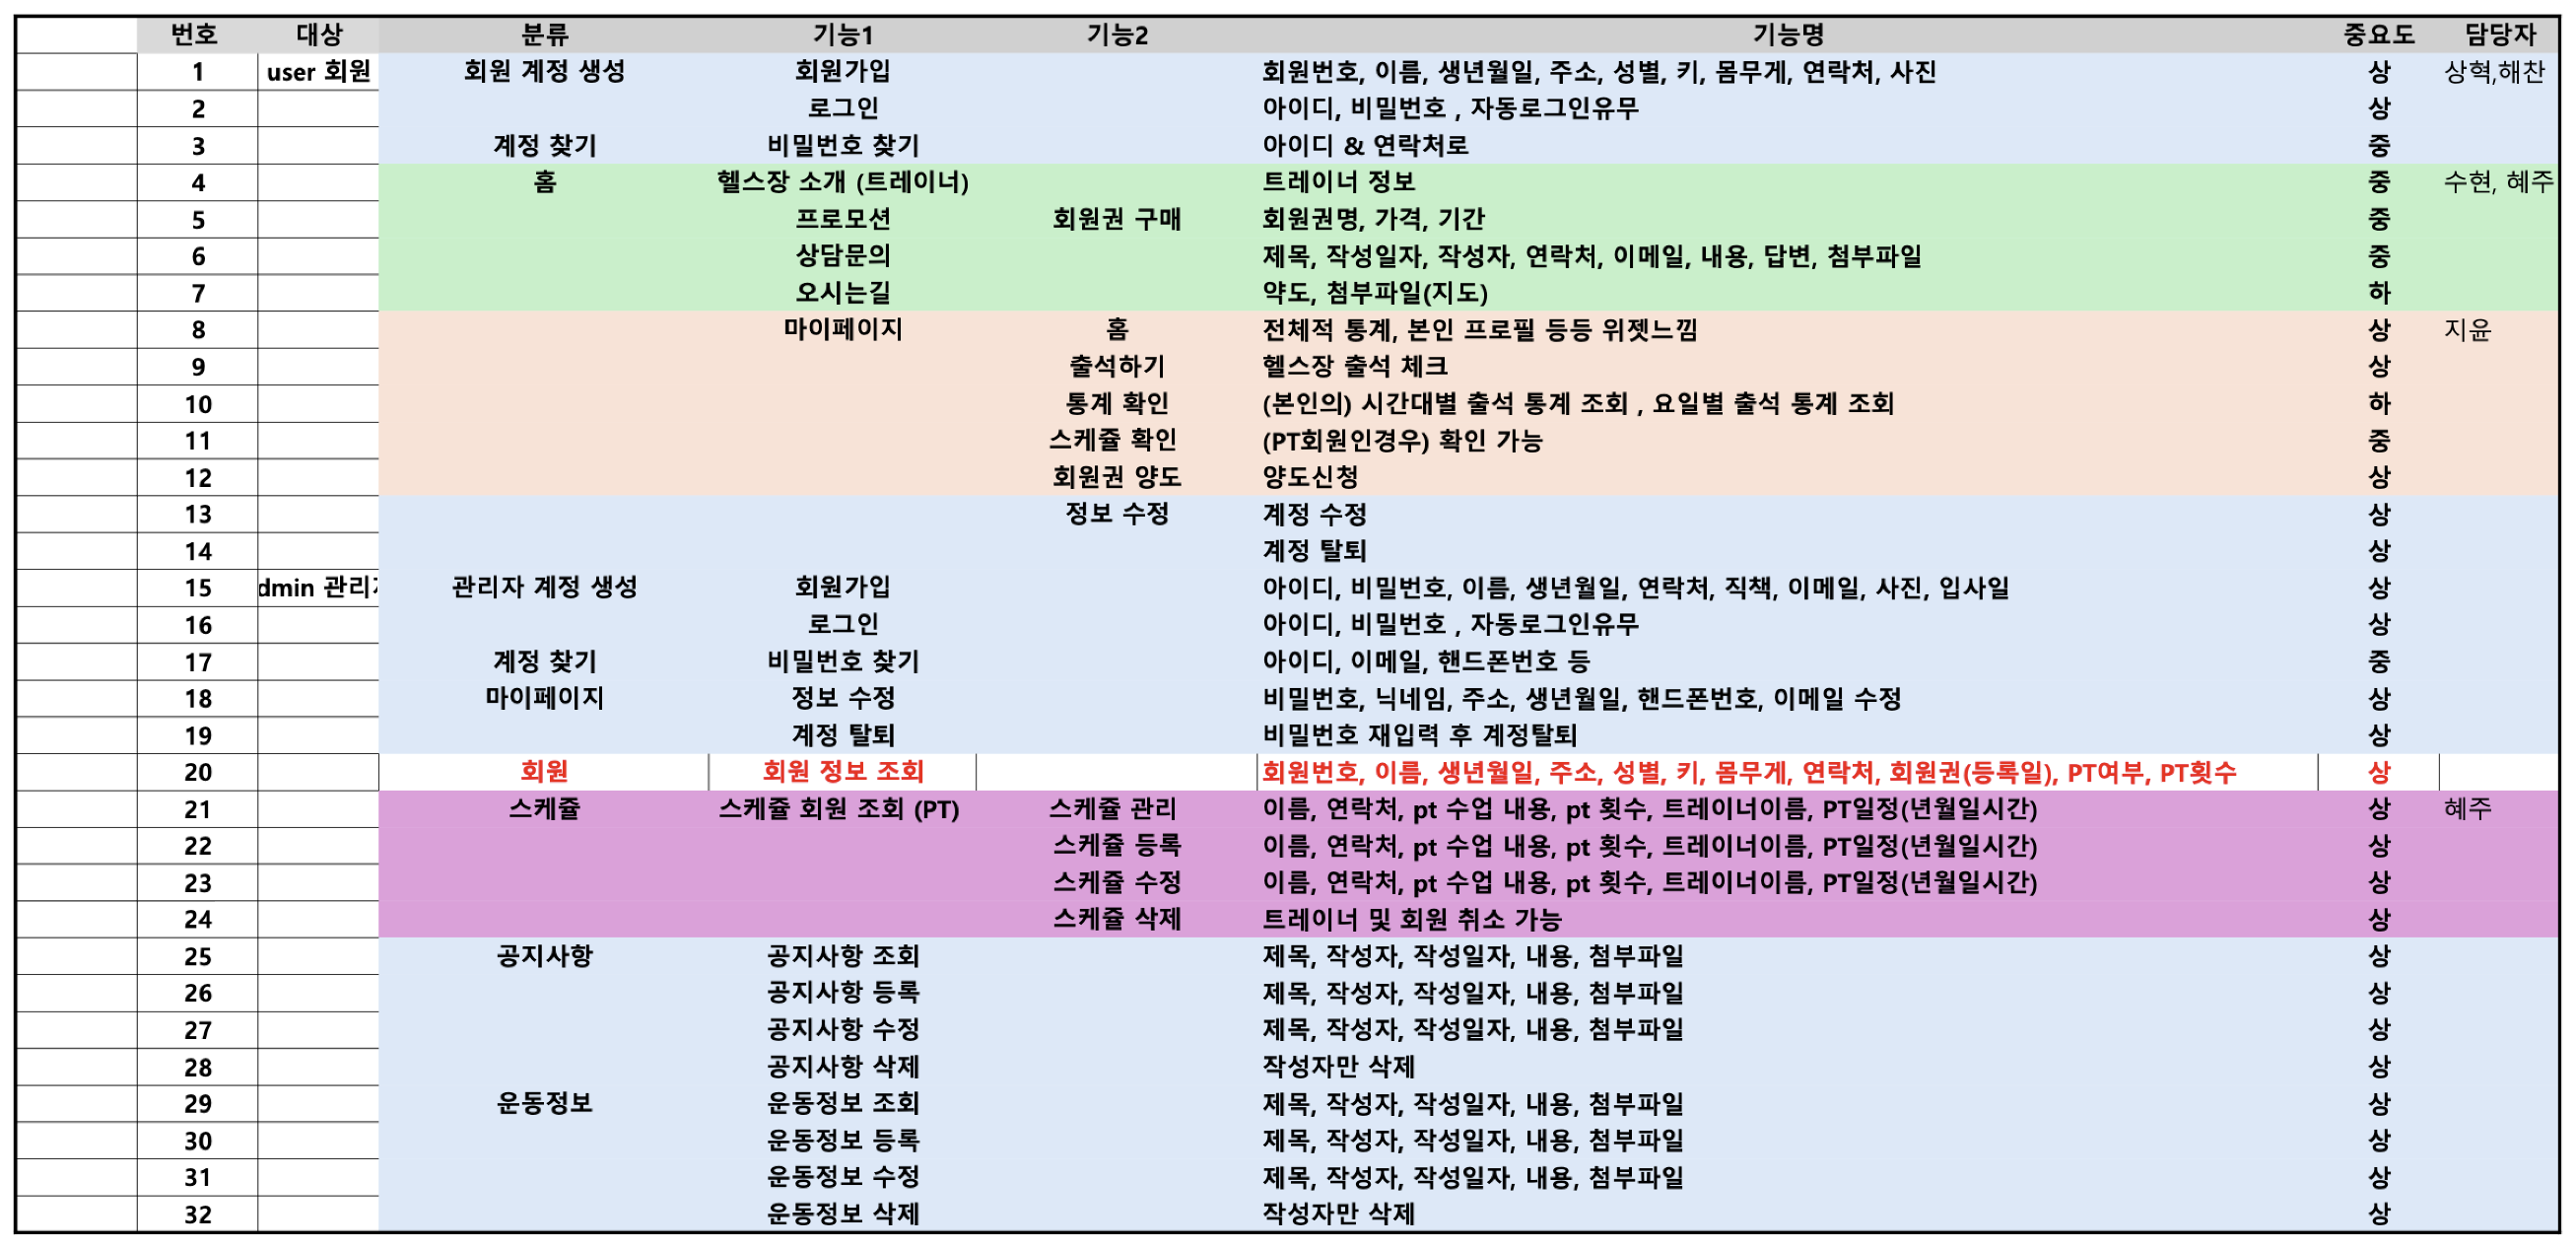 번호 대상 분류 기능1 기능2 기능명 중요도 담당자
1 user 회원 회원 계정 생성 회원가입 회원번호, 이름, 생년월일, 주소, 성별, 키, 몸무게, 연락처, 사진 상 상혁,해찬
2 로그인 아이디, 비밀번호 , 자동로그인유무 상
3 계정 찾기 비밀번호 찾기 아이디 & 연락처로 중
4 홈 헬스장 소개 (트레이너) 트레이너 정보 중 수현, 혜주
5 프로모션 회원권 구매 회원권명, 가격, 기간 중
6 상담문의 제목, 작성일자, 작성자, 연락처, 이메일, 내용, 답변, 첨부파일 중
7 오시는길 약도, 첨부파일(지도) 하
8 마이페이지 홈 전체적 통계, 본인 프로필 등등 위젯느낌 상 지윤
9 출석하기 헬스장 출석 체크 상
10 통계 확인 (본인의) 시간대별 출석 통계 조회 , 요일별 출석 통계 조회 하
11 스케쥴 확인 (PT회원인경우) 확인 가능 중
12 회원권 양도 양도신청 상
13 정보 수정 계정 수정 상
14 계정 탈퇴 상
15 dmin 관리 관리자 계정 생성 회원가입 아이디, 비밀번호, 이름, 생년월일, 연락처, 직책, 이메일, 사진, 입사일 상
16 로그인 아이디, 비밀번호 , 자동로그인유무 상
17 계정 찾기 비밀번호 찾기 아이디, 이메일, 핸드폰번호 등 중
18 마이페이지 정보 수정 비밀번호, 닉네임, 주소, 생년월일, 핸드폰번호, 이메일 수정 상
19 계정 탈퇴 비밀번호 재입력 후 계정탈퇴 상
20 회원 회원 정보 조회 회원번호, 이름, 생년월일, 주소, 성별, 키, 몸무게, 연락처, 회원권(등록일), PT여부, PT횟수 상
21 스케쥴 스케쥴 회원 조회 (PT) 스케쥴 관리 이름, 연락처, pt 수업 내용, pt 횟수, 트레이너이름, PT일정(년월일시간) 상 혜주
22 스케쥴 등록 이름, 연락처, pt 수업 내용, pt 횟수, 트레이너이름, PT일정(년월일시간) 상
23 스케쥴 수정 이름, 연락처, pt 수업 내용, pt 횟수, 트레이너이름, PT일정(년월일시간) 상
24 스케쥴 삭제 트레이너 및 회원 취소 가능 상
25 공지사항 공지사항 조회 제목, 작성자, 작성일자, 내용, 첨부파일 상
26 공지사항 등록 제목, 작성자, 작성일자, 내용, 첨부파일 상
27 공지사항 수정 제목, 작성자, 작성일자, 내용, 첨부파일 상
28 공지사항 삭제 작성자만 삭제 상
29 운동정보 운동정보 조회 제목, 작성자, 작성일자, 내용, 첨부파일 상
30 운동정보 등록 제목, 작성자, 작성일자, 내용, 첨부파일 상
31 운동정보 수정 제목, 작성자, 작성일자, 내용, 첨부파일 상
32 운동정보 삭제 작성자만 삭제 상